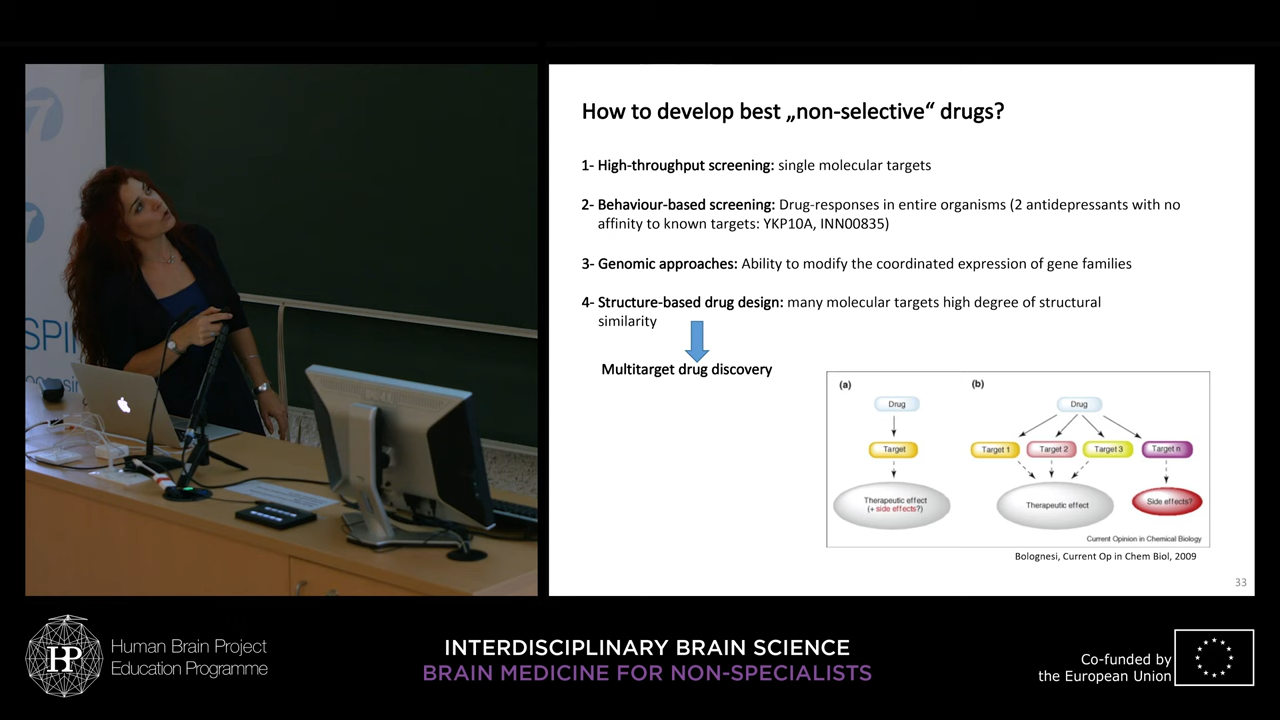 How to develop best „non-selective“ drugs?
1- High-throughput screening: single molecular targets
2- Behaviour-based screening: Drug-responses in entire organisms (2 antidepressants with no
affinity to known targets: YKP10A, INN00835)
3- Genomic approaches: Ability to modify the coordinated expression of gene families
4- Structure-based drug design: many molecular targets high degree of structural
similarity
Multitarget drug discovery
(a)
Drug
Target
Therapeutic effect
(+ side effects?)
(b)
Drug
Target 1
Target 2
Target 3
Target n
Therapeutic effect
Side effects?
Current Opinion in Chemical Biology
Bolognesi, Current Op in Chem Biol, 2009
33
SPI
HBP
Human Brain Project
Education Programme
INTERDISCIPLINARY BRAIN SCIENCE
BRAIN MEDICINE FOR NON-SPECIALISTS
Co-funded by
the European Union